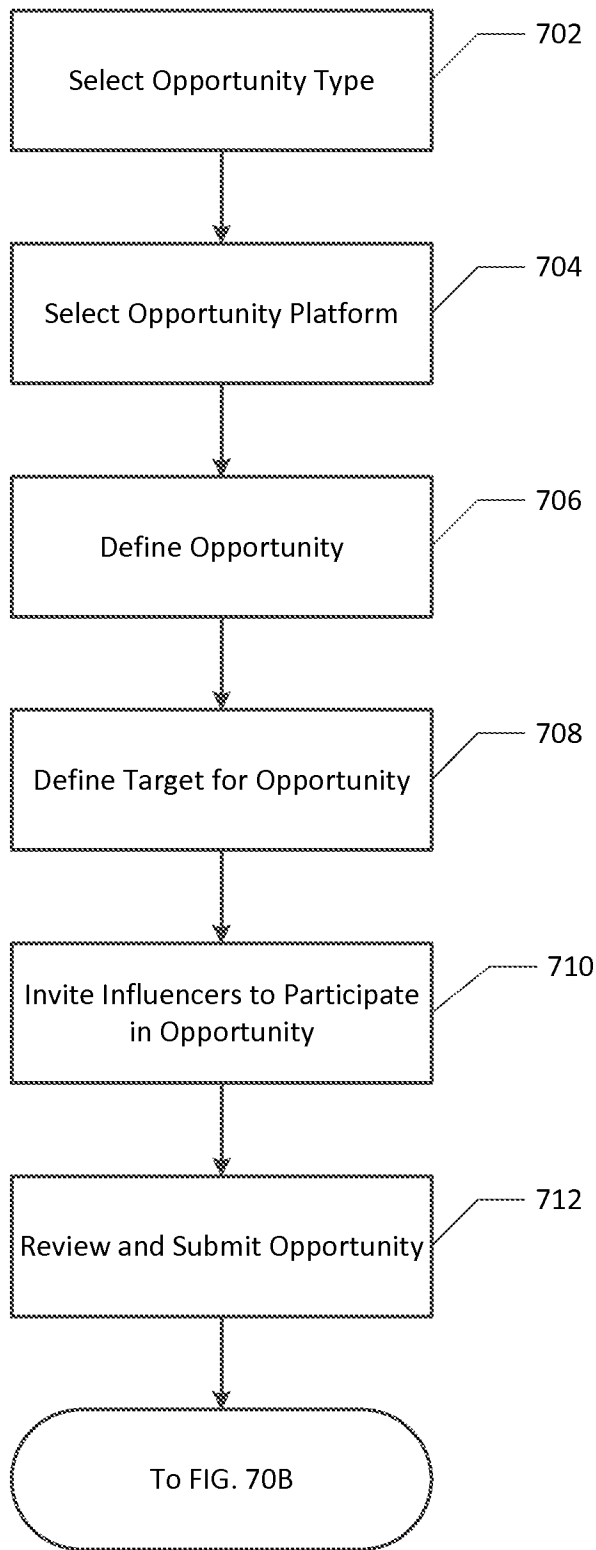 702
Select Opportunity Type
704
Select Opportunity Platform
706
Define Opportunity
708
Define Target for Opportunity
710
Invite Influencers to Participate
in Opportunity
712
Review and Submit Opportunity
To FIG. 70B